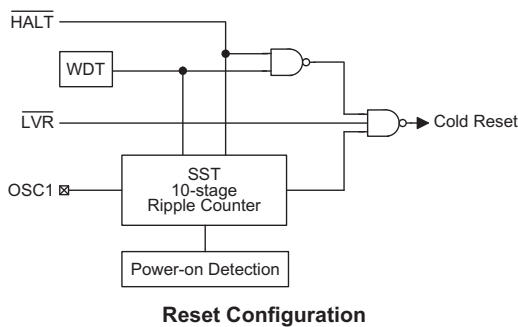 HALT
WDT
LVR
Cold Reset
OSC1
SST
10-stage
Ripple Counter
Power-on Detection
Reset Configuration